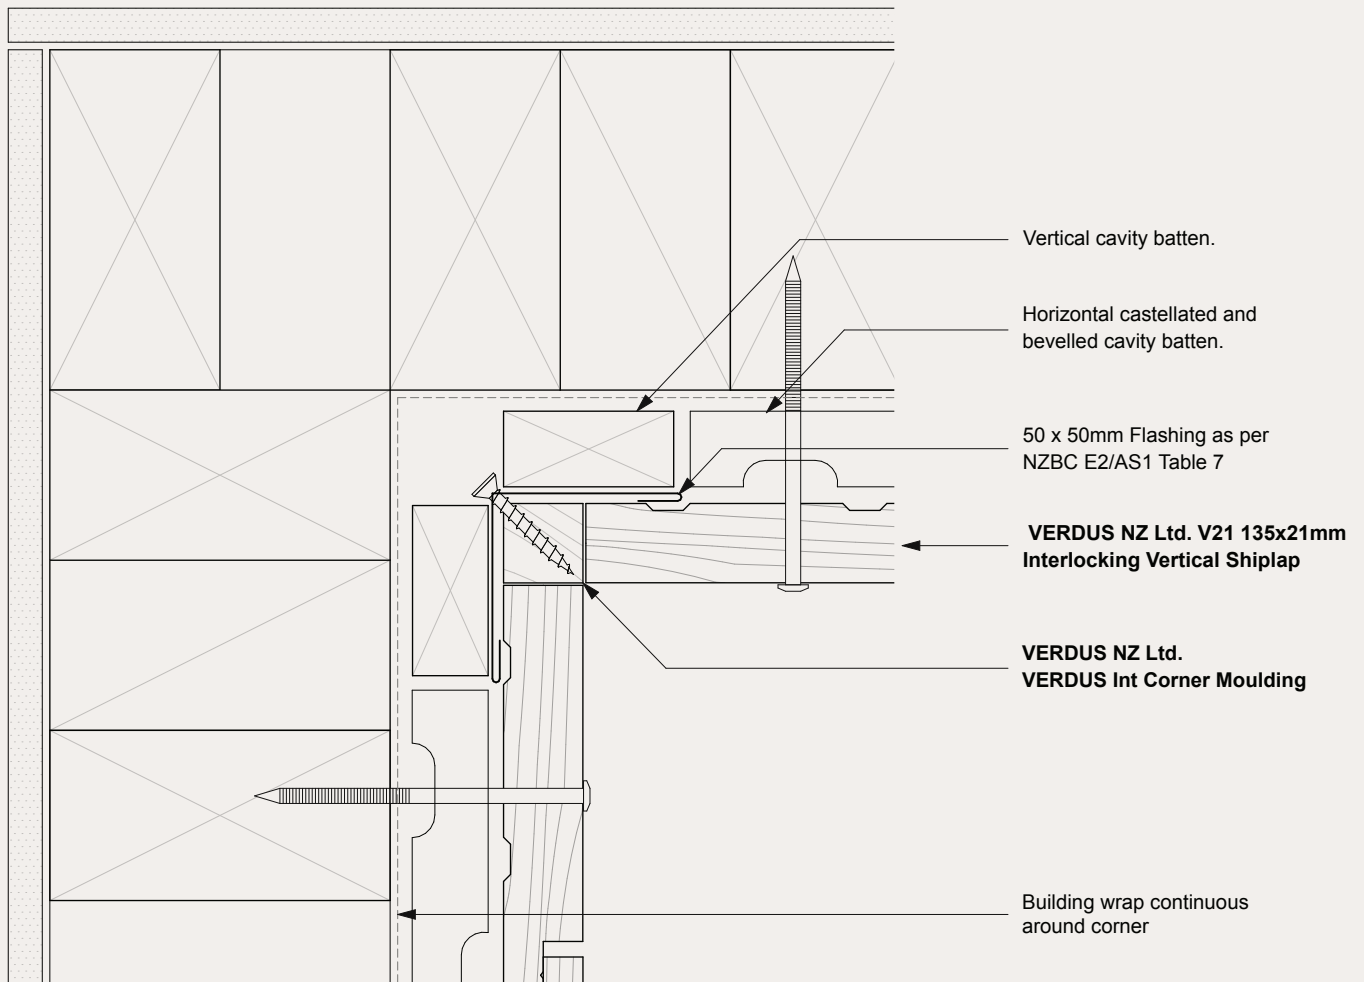 Vertical cavity batten.
Horizontal castellated and
bevelled cavity batten.
50 x 50mm Flashing as per
NZBC E2/AS1 Table 7
VERDUS NZ Ltd. V21 135x21mm
Interlocking Vertical Shiplap
VERDUS NZ Ltd.
VERDUS Int Corner Moulding
Building wrap continuous
around corner